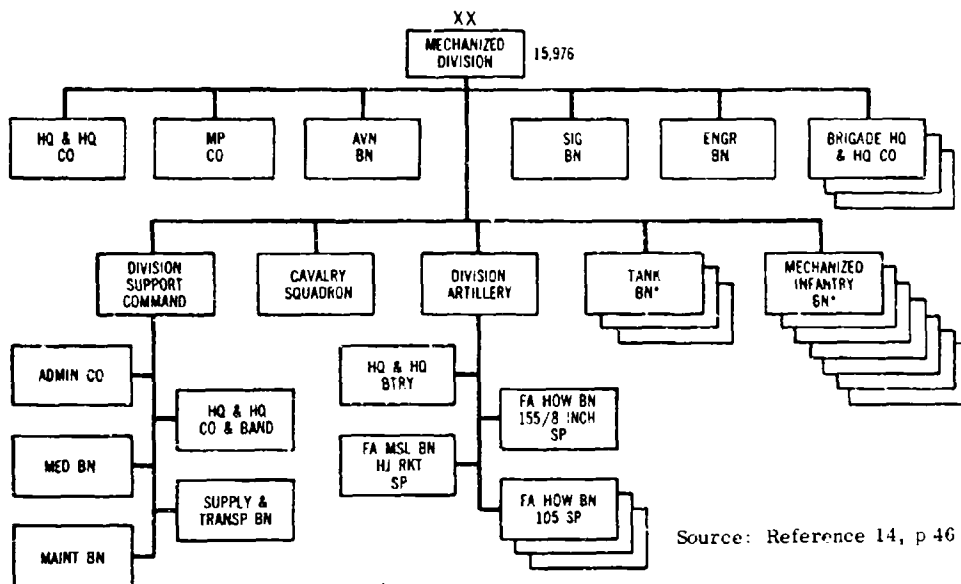 XX
MECHANIZED
DIVISION
15,976
HQ & HQ
CO
MP
CO
AVN
BN
SIG
BN
ENGR
BN
BRIGADE HQ
& HQ CO
DIVISION
SUPPORT
COMMAND
CAVALRY
SQUADRON
DIVISION
ARTILLERY
TANK
BN*
MECHANIZED
INFANTRY
BN*
ADMIN CO
HQ & HQ
CO & BAND
MED BN
SUPPLY &
TRANSP BN
MAINT BN
HQ & HQ
BTRY
FA HOW BN
155/8 INCH
SP
FA MSL BN
HJ RKT
SP
FA HOW BN
105 SP
Source: Reference 14, p 46